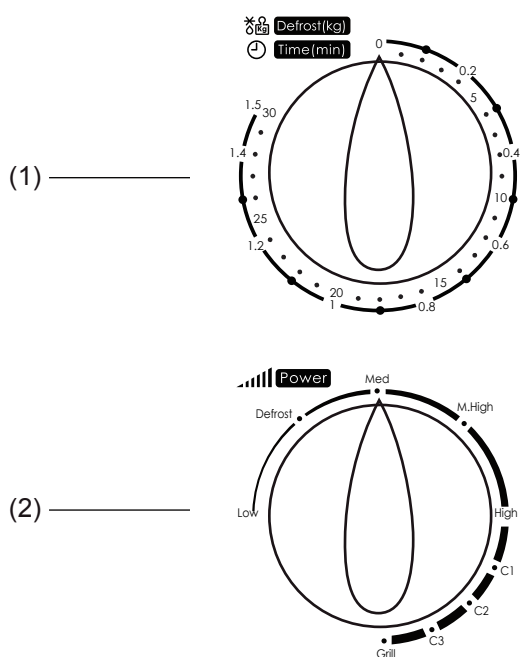 Kg Defrost(kg)
Time(min)
0
0.2
5
0.4
10
0.6
15
0.8
20
1
1.2
25
1.4
1.5 30
(1)
Power
Med
Defrost
M.High
Low
High
C1
C2
C3
Grill
(2)